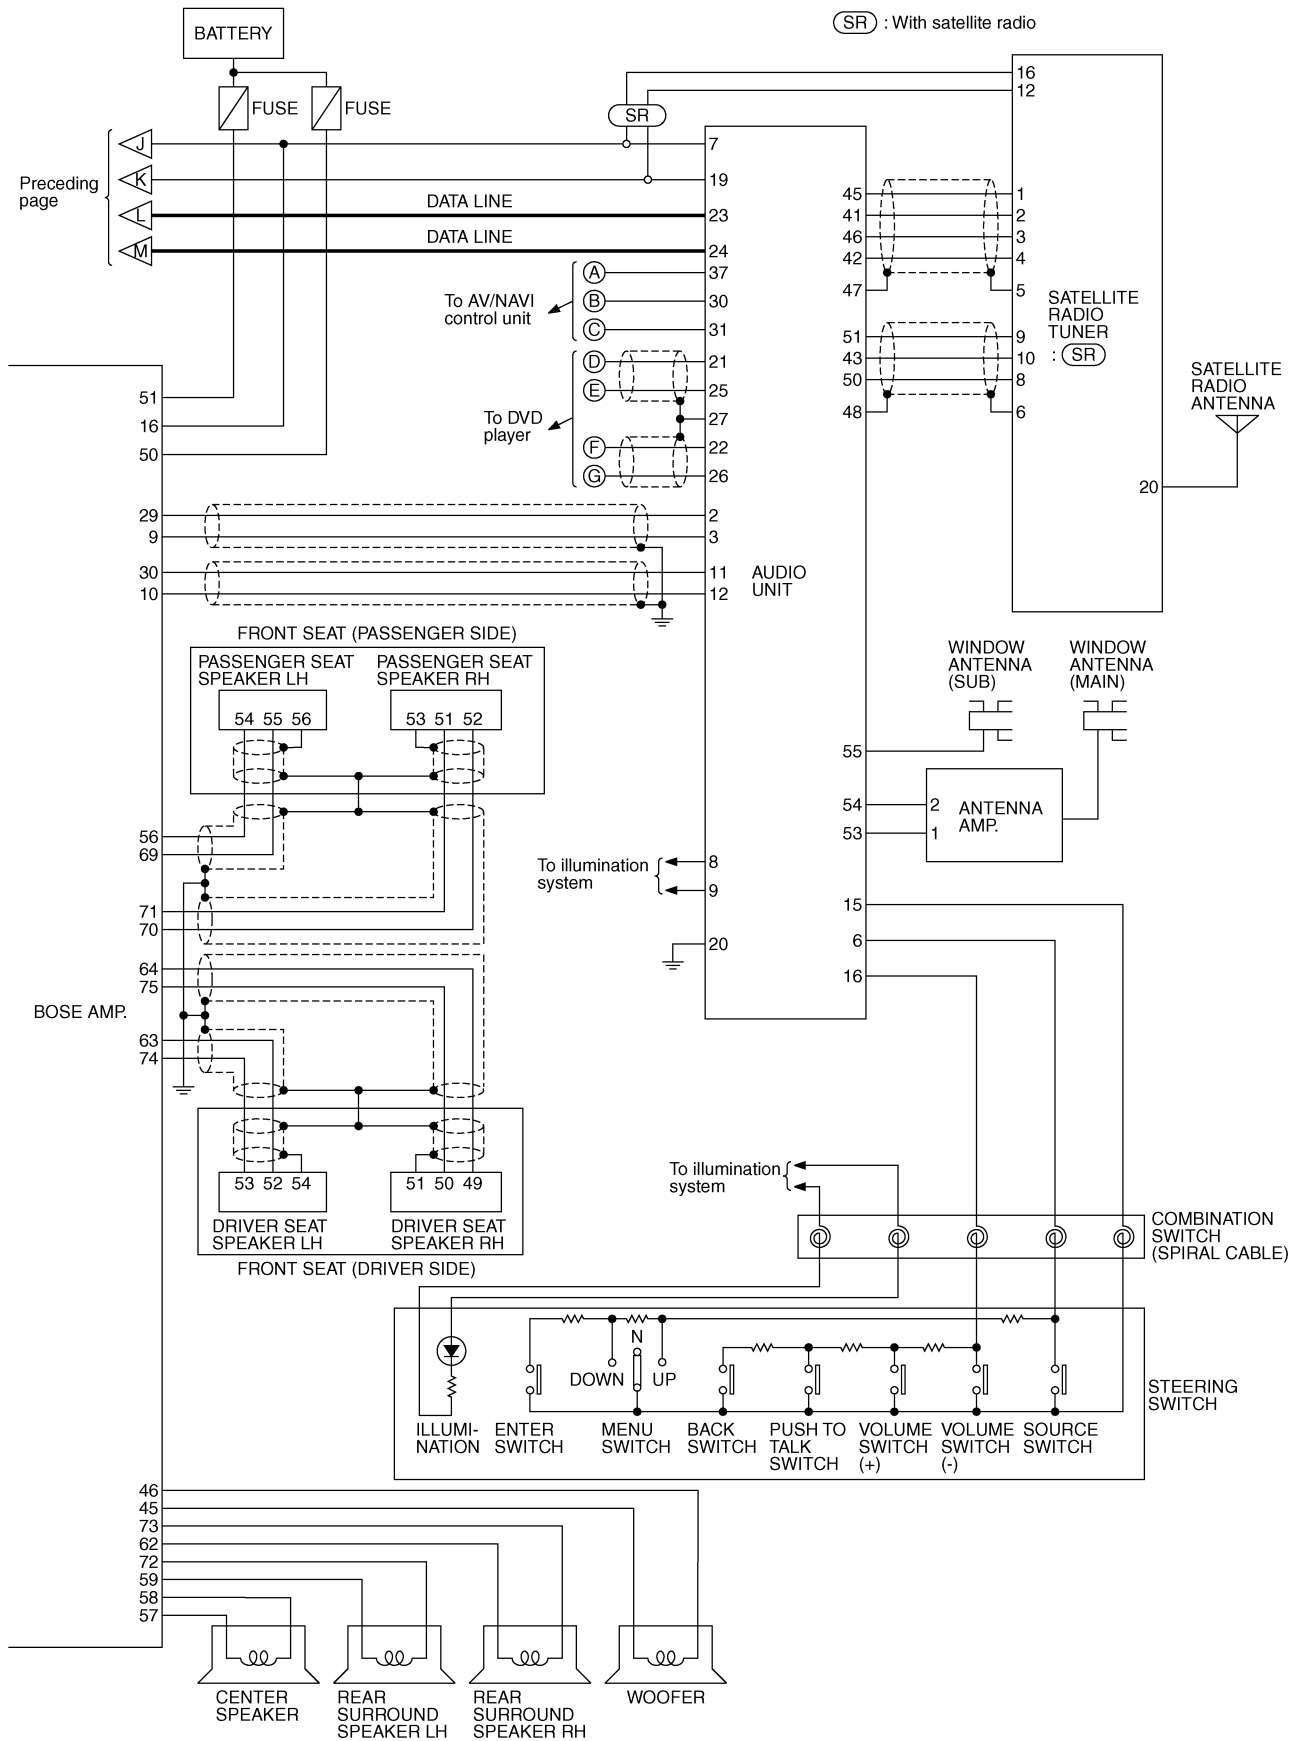 BATTERY
SR : With satellite radio
FUSE
FUSE
16
12
SR
J
7
Preceding
page
K
19
DATA LINE
L
23
DATA LINE
M
24
45
1
41
2
46
3
42
4
47
5
SATELLITE
RADIO
TUNER
: SR
To AV/NAVI
control unit
A
37
B
30
C
31
51
9
43
10
50
8
48
6
To DVD
player
D
21
E
25
27
F
22
G
26
SATELLITE
RADIO
ANTENNA
20
51
16
50
29
2
9
3
30
11
10
12
AUDIO
UNIT
FRONT SEAT (PASSENGER SIDE)
PASSENGER SEAT
SPEAKER LH
PASSENGER SEAT
SPEAKER RH
54 55 56
53 51 52
WINDOW
ANTENNA
(SUB)
WINDOW
ANTENNA
(MAIN)
55
54
2
53
1
ANTENNA
AMP.
56
69
71
70
64
75
BOSE AMP.
63
74
To illumination
system
8
9
20
15
6
16
53 52 54
51 50 49
DRIVER SEAT
SPEAKER LH
DRIVER SEAT
SPEAKER RH
FRONT SEAT (DRIVER SIDE)
To illumination
system
COMBINATION
SWITCH
(SPIRAL CABLE)
N
DOWN
UP
STEERING
SWITCH
ILLUMI-
NATION
ENTER
SWITCH
MENU
SWITCH
BACK
SWITCH
PUSH TO
TALK
SWITCH
VOLUME
SWITCH
(+)
VOLUME
SWITCH
(-)
SOURCE
SWITCH
46
45
73
62
72
59
58
57
CENTER
SPEAKER
REAR
SURROUND
SPEAKER LH
REAR
SURROUND
SPEAKER RH
WOOFER